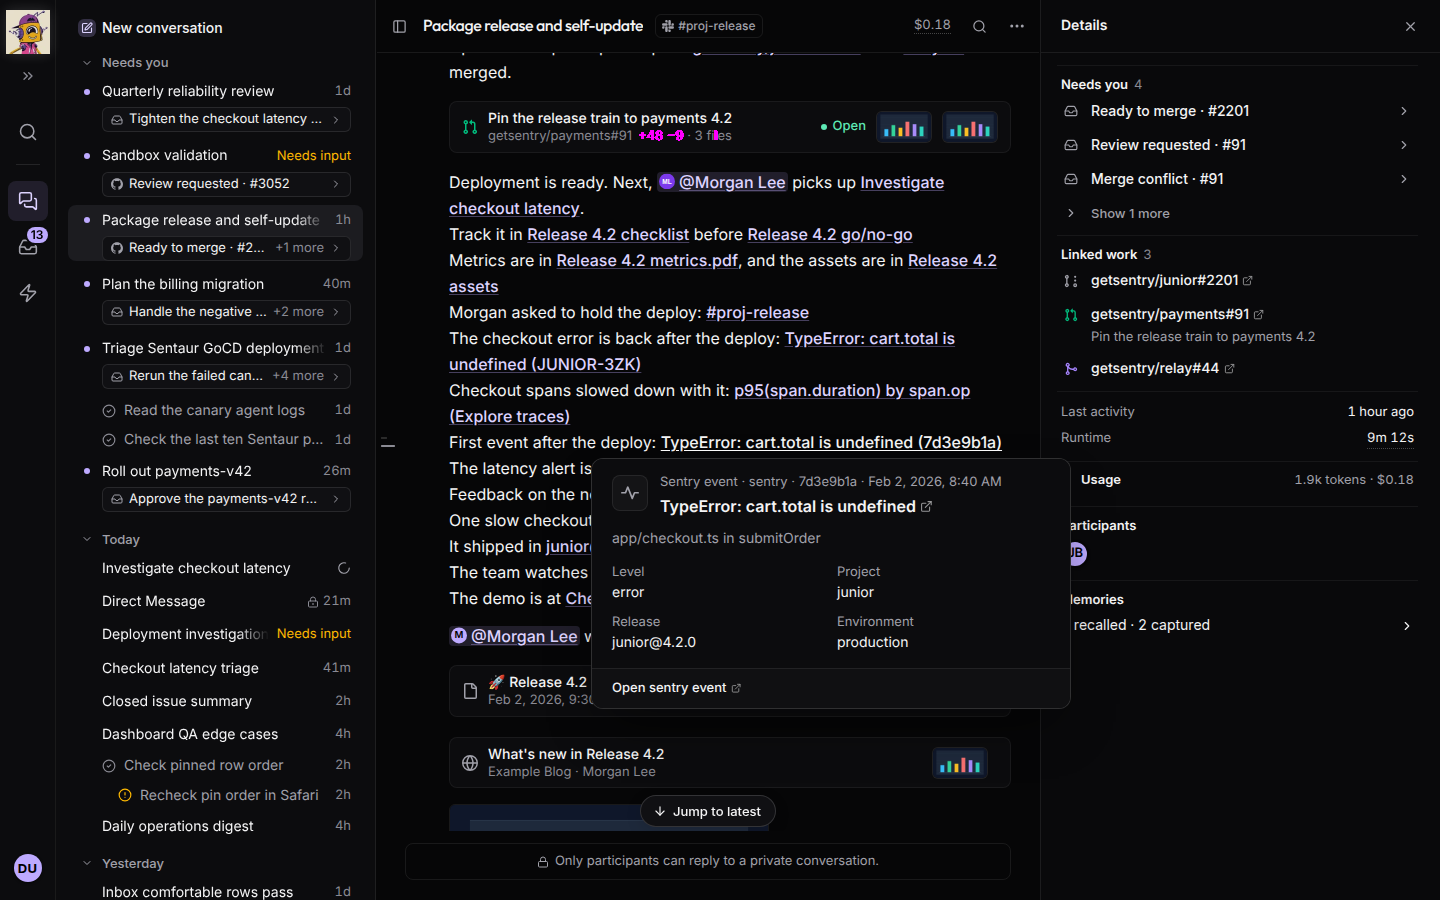 New conversation
Needs you
Quarterly reliability review 1d
Tighten the checkout latency ...
Sandbox validation Needs input
Review requested · #3052
Package release and self-update 1h
Ready to merge · #2... +1 more
Plan the billing migration 40m
Handle the negative ... +2 more
Triage Sentaur GoCD deployment 1d
Rerun the failed can... +4 more
Read the canary agent logs 1d
Check the last ten Sentaur p... 1d
Roll out payments-v42 26m
Approve the payments-v42 r...
Today
Investigate checkout latency
Direct Message 21m
Deployment investigation Needs input
Checkout latency triage 41m
Closed issue summary 2h
Dashboard QA edge cases 4h
Check pinned row order 2h
Recheck pin order in Safari 2h
Daily operations digest 4h
Yesterday
Inbox comfortable rows pass 1d
13
DU
Package release and self-update #proj-release $0.18
merged.
Pin the release train to payments 4.2
getsentry/payments#91 +48 −9 · 3 files
Open
Deployment is ready. Next, ML @Morgan Lee picks up Investigate
checkout latency.
Track it in Release 4.2 checklist before Release 4.2 go/no-go
Metrics are in Release 4.2 metrics.pdf, and the assets are in Release 4.2
assets
Morgan asked to hold the deploy: #proj-release
The checkout error is back after the deploy: TypeError: cart.total is
undefined (JUNIOR-3ZK)
Checkout spans slowed down with it: p95(span.duration) by span.op
(Explore traces)
First event after the deploy: TypeError: cart.total is undefined (7d3e9b1a)
The latency alert is
Feedback on the
One slow checkout
It shipped in junior
The team watches
The demo is at
M @Morgan Lee
🚀 Release 4.2
Feb 2, 2026,
What's new in Release 4.2
Example Blog · Morgan Lee
Jump to latest
Only participants can reply to a private conversation.
Sentry event · sentry · 7d3e9b1a · Feb 2, 2026, 8:40 AM
TypeError: cart.total is undefined
app/checkout.ts in submitOrder
Level Project
error junior
Release Environment
junior@4.2.0 production
Open sentry event
Details
Needs you 4
Ready to merge · #2201
Review requested · #91
Merge conflict · #91
Show 1 more
Linked work 3
getsentry/junior#2201
getsentry/payments#91
Pin the release train to payments 4.2
getsentry/relay#44
Last activity 1 hour ago
Runtime 9m 12s
Usage 1.9k tokens · $0.18
articipants
JB
emories
recalled · 2 captured